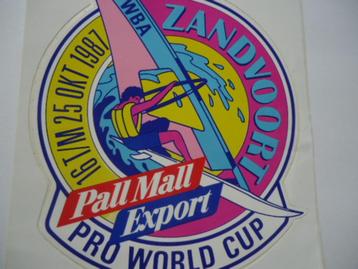 WBA
ZANDVOORT
16 T/M 25 OKT 1987
Pall Mall
Export
PRO WORLD CUP